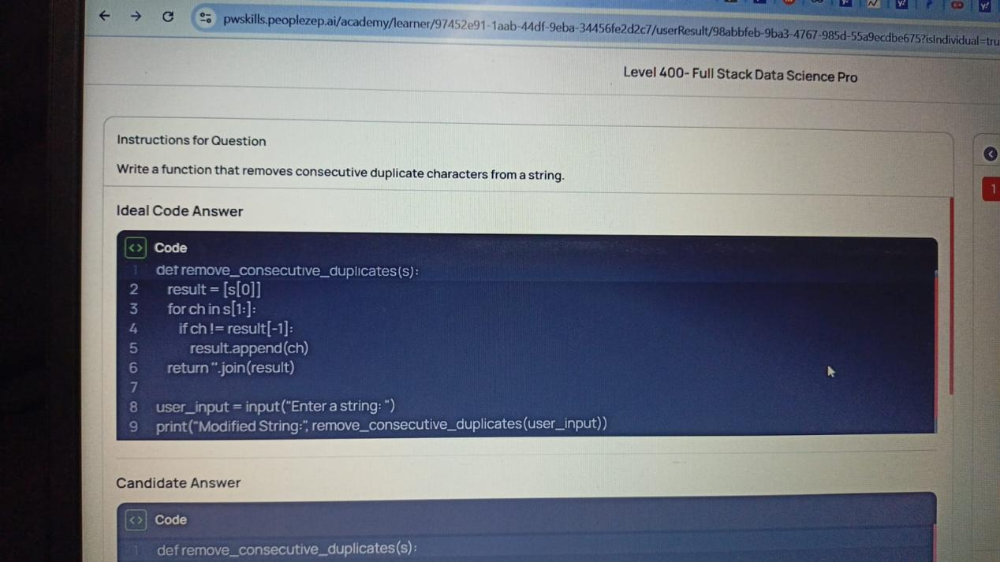 pwskills.peoplezep.ai/academy/learner/97452e91-1aab-44df-9eba-34456fe2d2c7/userResult/98abbfeb-9ba3-4767-985d-55a9ecdbe675?isIndividual=tru
Level 400- Full Stack Data Science Pro
Instructions for Question
Write a function that removes consecutive duplicate characters from a string.
1
Ideal Code Answer
<> Code
1 def remove_consecutive_duplicates(s):
2 result = [s[0]]
3 for ch in s[1:]:
4 if ch != result[-1]:
5 result.append(ch)
6 return ''.join(result)
7
8 user_input = input("Enter a string: ")
9 print("Modified String:", remove_consecutive_duplicates(user_input))
Candidate Answer
<> Code
1 def remove_consecutive_duplicates(s):